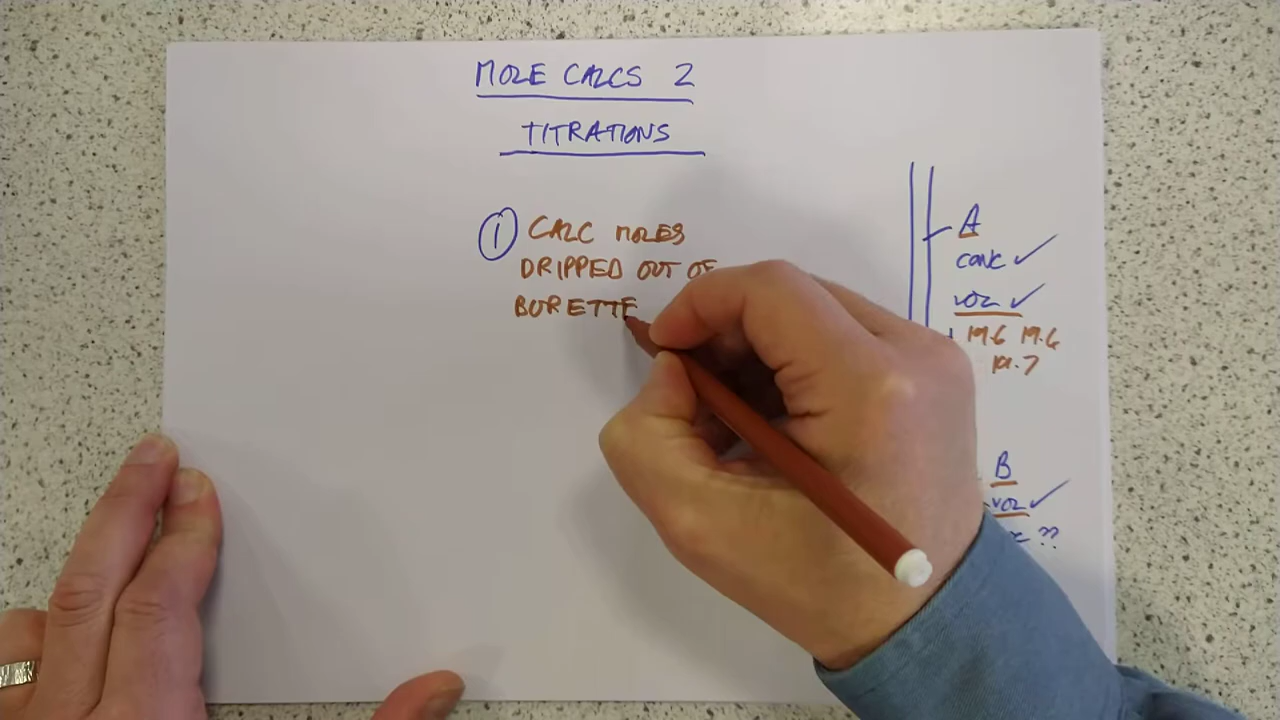 MOLE CALCS 2
TITRATIONS
① CALC MOLES
DRIPPED OUT OF
BURETTE
A
CONC ✓
VOL ✓
19.6 19.6
19.7
B
VOL ✓
??